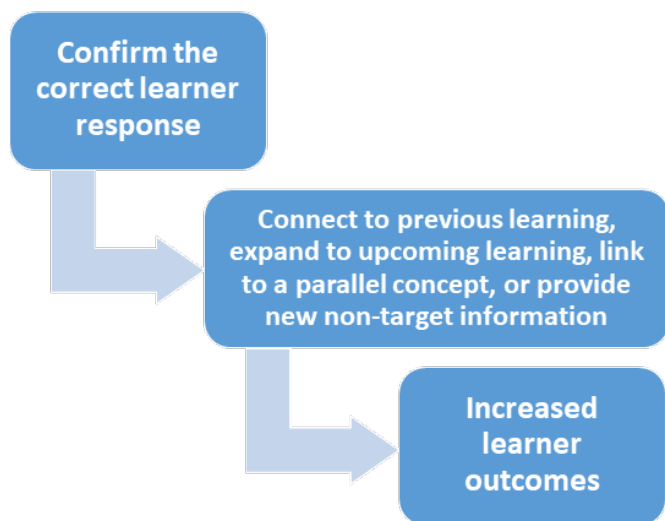 Confirm the
correct learner
response
Connect to previous learning,
expand to upcoming learning, link
to a parallel concept, or provide
new non-target information
Increased
learner
outcomes